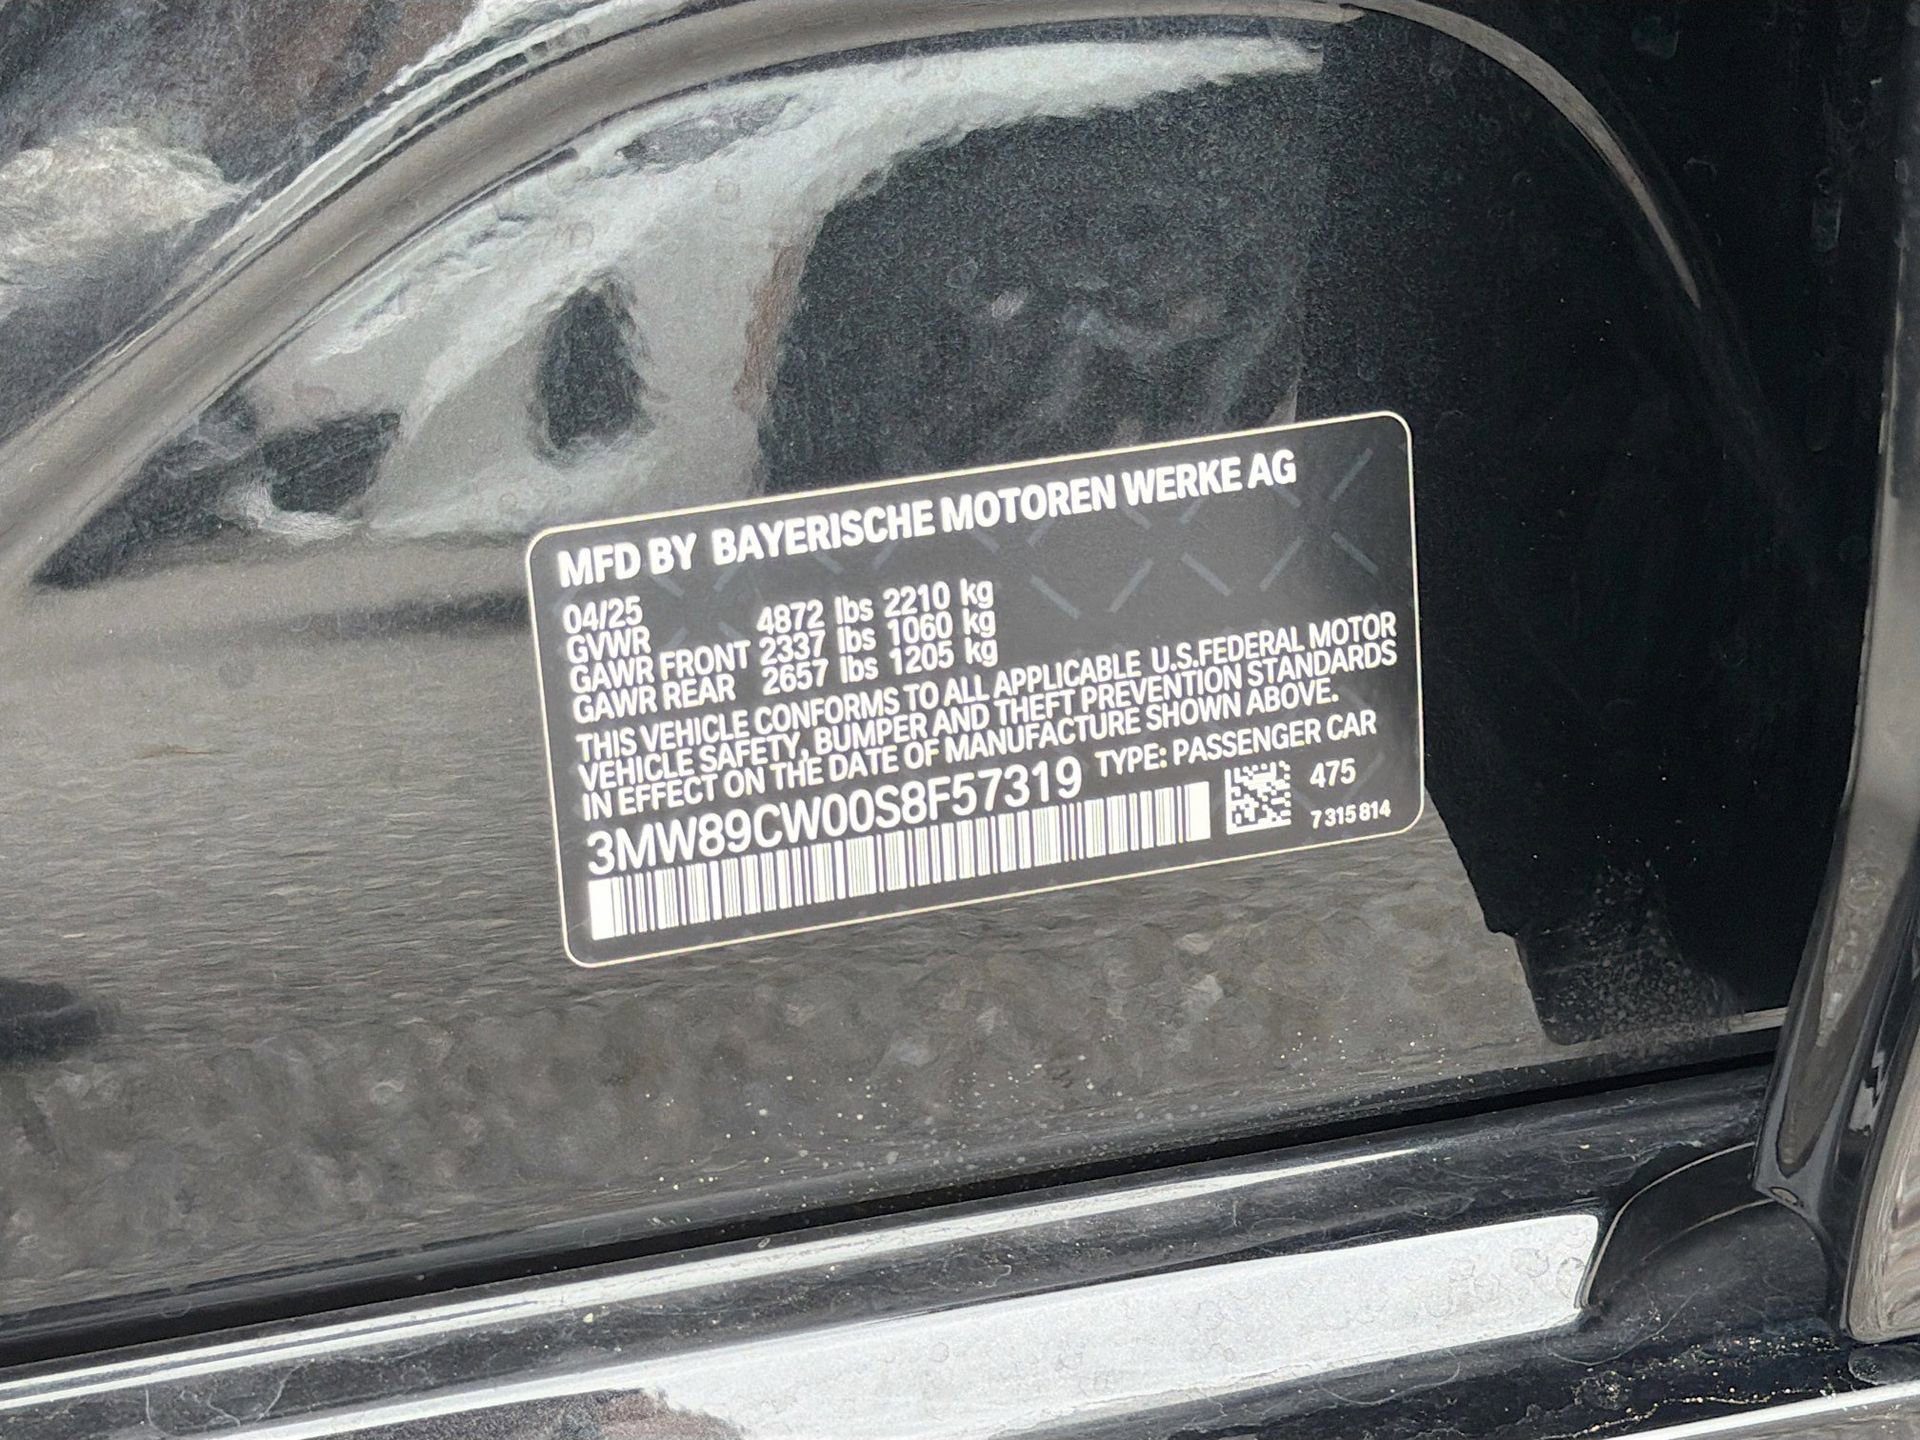 MFD BY BAYERISCHE MOTOREN WERKE AG
04/25
GVWR 4872 lbs 2210 kg
GAWR FRONT 2337 lbs 1060 kg
GAWR REAR 2657 lbs 1205 kg
THIS VEHICLE CONFORMS TO ALL APPLICABLE U.S.FEDERAL MOTOR
VEHICLE SAFETY, BUMPER AND THEFT PREVENTION STANDARDS
IN EFFECT ON THE DATE OF MANUFACTURE SHOWN ABOVE.
3MW89CW00S8F57319 TYPE: PASSENGER CAR
475
7 315 814